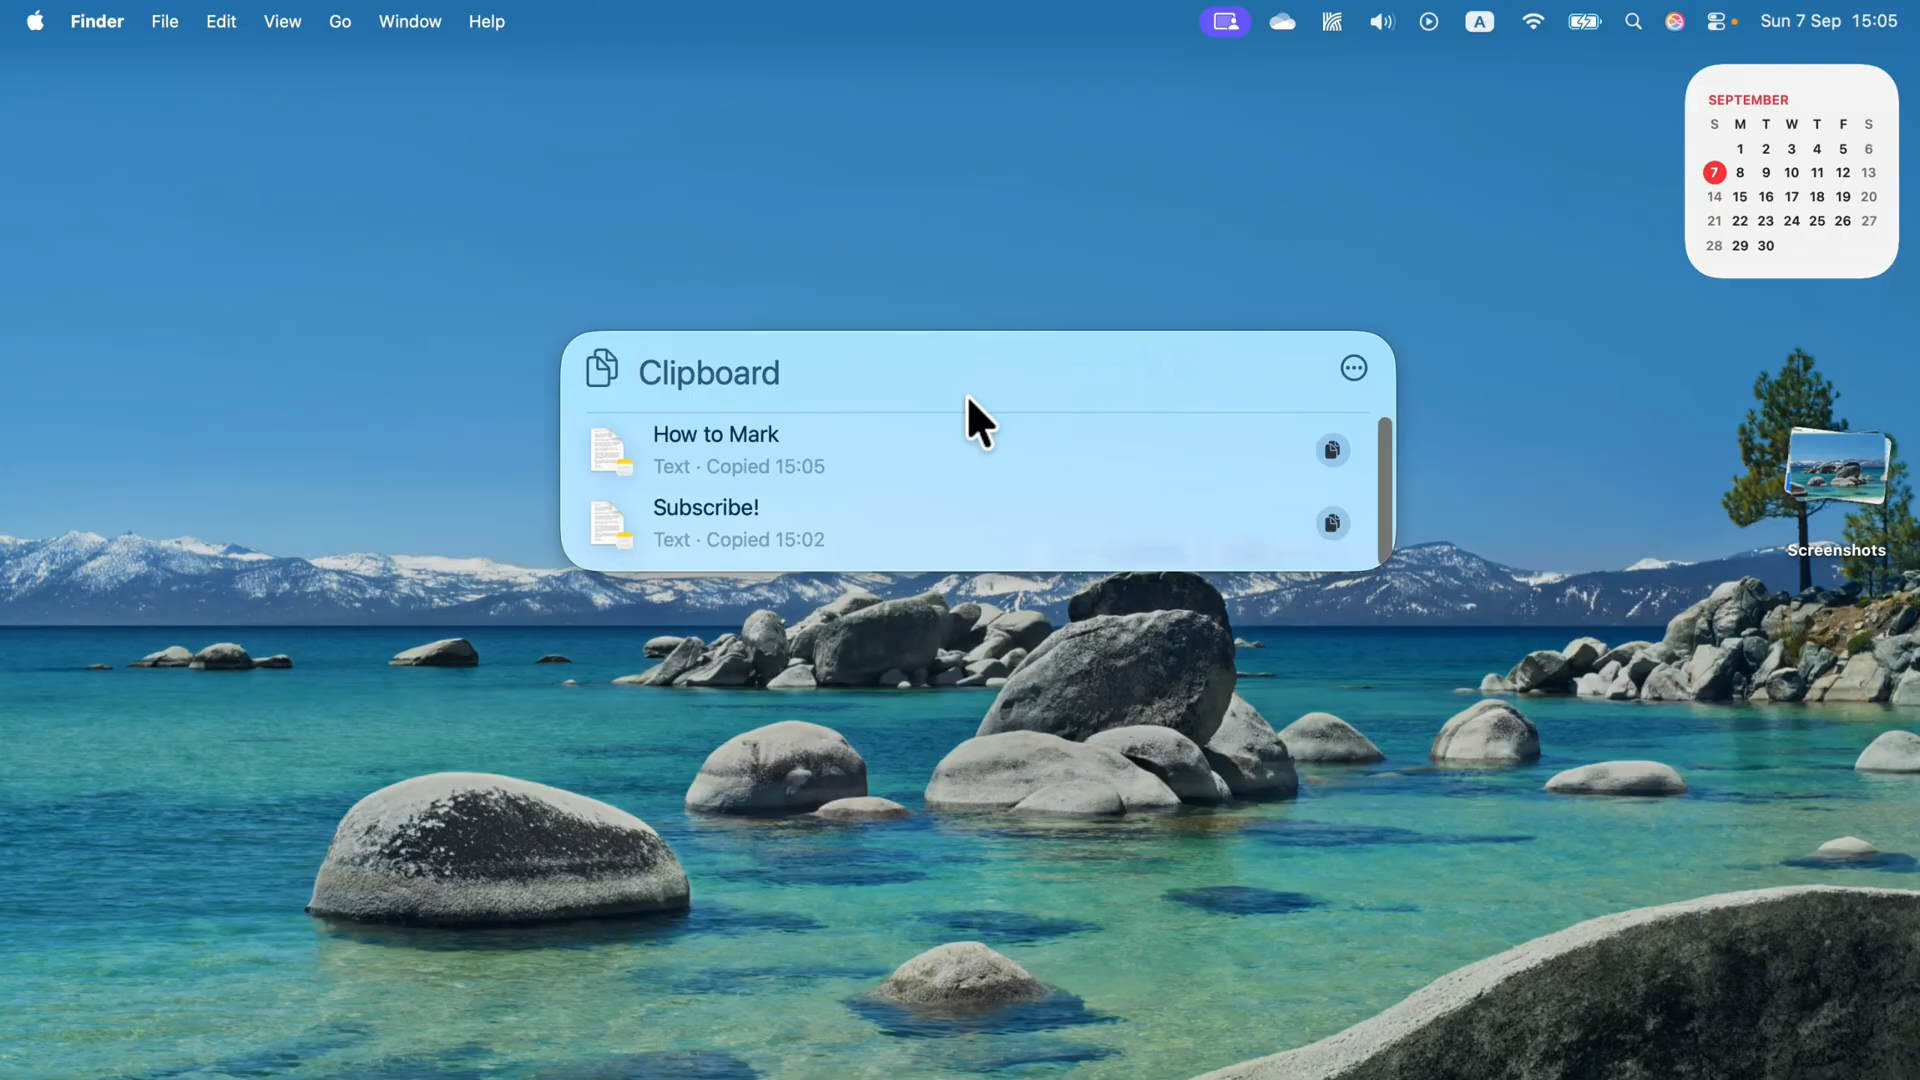 Finder File Edit View Go Window Help A Sun 7 Sep 15:05
SEPTEMBER
S M T W T F S
1 2 3 4 5 6
7 8 9 10 11 12 13
14 15 16 17 18 19 20
21 22 23 24 25 26 27
28 29 30
Clipboard
How to Mark
Text · Copied 15:05
Subscribe!
Text · Copied 15:02
Screenshots